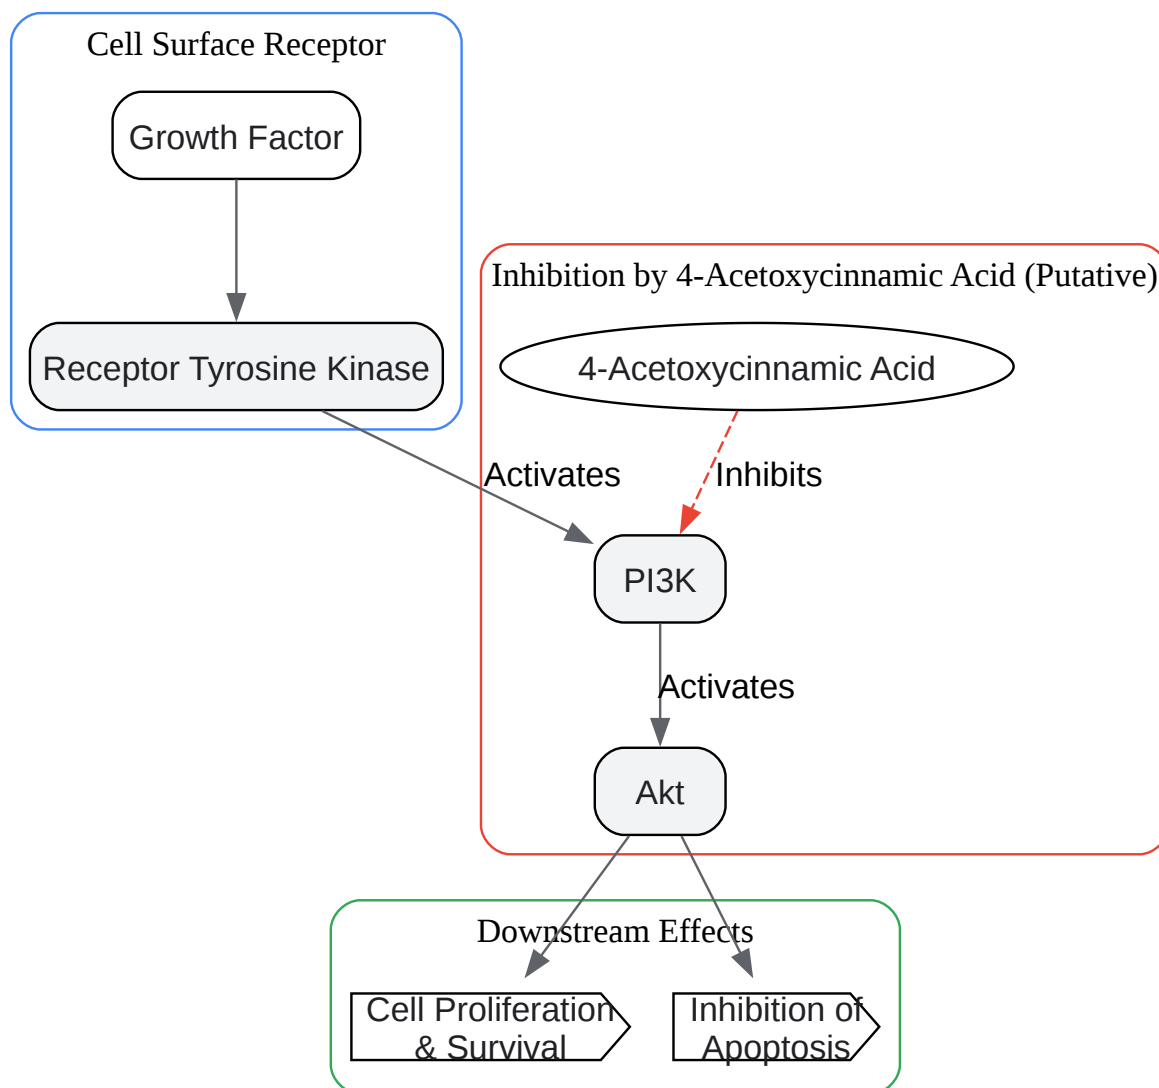 Cell Surface Receptor
Growth Factor
Receptor Tyrosine Kinase
Inhibition by 4-Acetoxycinnamic Acid (Putative)
4-Acetoxycinnamic Acid
Activates
Inhibits
PI3K
Activates
Akt
Downstream Effects
Cell Proliferation
& Survival
Inhibition of
Apoptosis